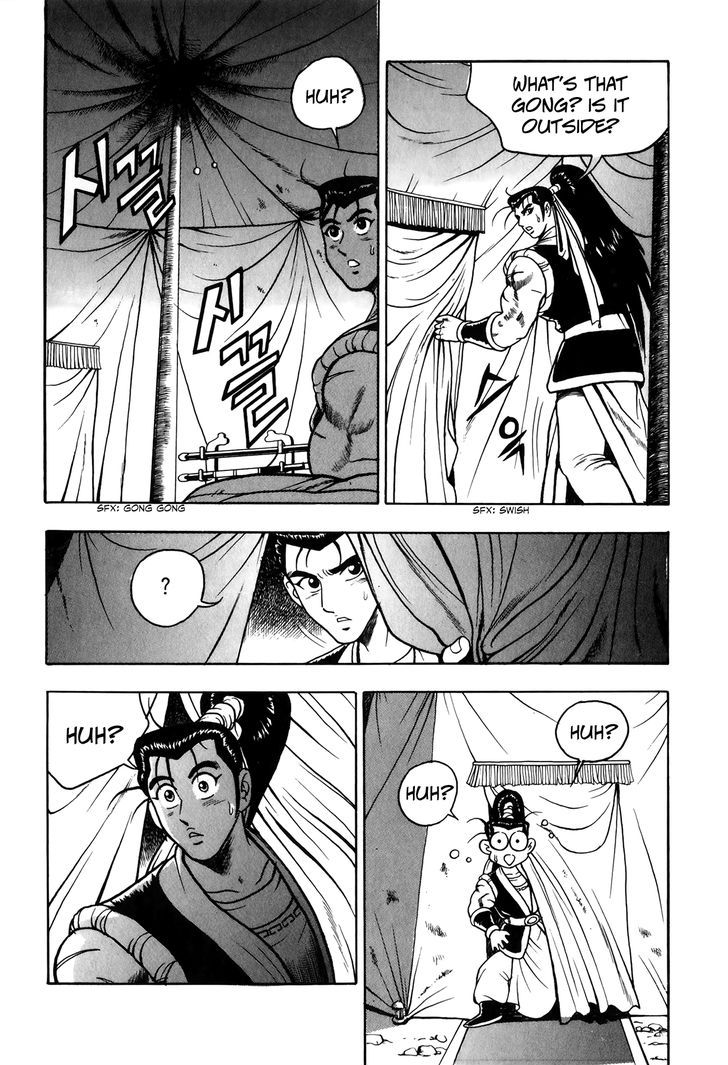 HUH?
시끌
시끌
SFX: GONG GONG
WHAT'S THAT
GONG? IS IT
OUTSIDE?
SFX: SWISH
?
HUH?
HUH?
HUH?